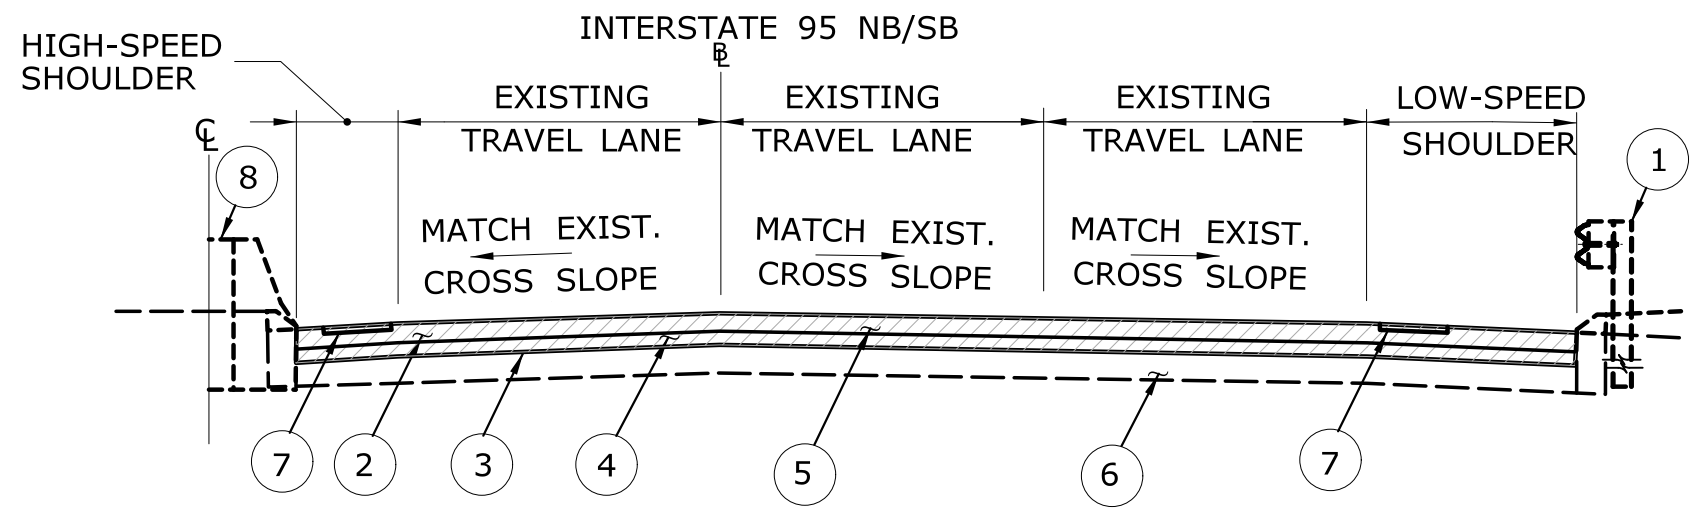 INTERSTATE 95 NB/SB
BL
HIGH-SPEED
SHOULDER
EXISTING
TRAVEL LANE
EXISTING
TRAVEL LANE
EXISTING
TRAVEL LANE
LOW-SPEED
SHOULDER
CL
8
1
MATCH EXIST.
CROSS SLOPE
MATCH EXIST.
CROSS SLOPE
MATCH EXIST.
CROSS SLOPE
7
2
3
4
5
6
7